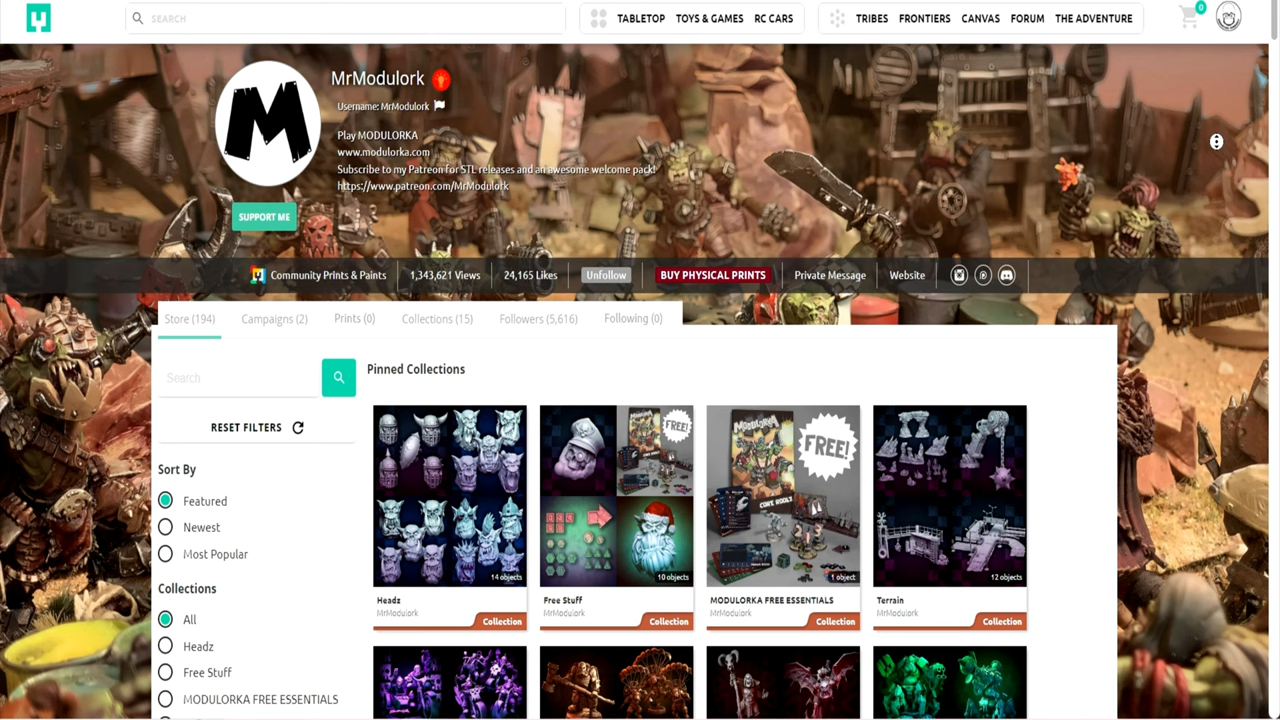 SEARCH
TABLETOP TOYS & GAMES RC CARS
TRIBES FRONTIERS CANVAS FORUM THE ADVENTURE
0
M
MrModulork
Username: MrModulork
Play MODULORKA
www.modulorka.com
Subscribe to my Patreon for STL releases and an awesome welcome pack!
https://www.patreon.com/MrModulork
SUPPORT ME
Community Prints & Paints 1,343,621 Views 24,165 Likes Unfollow BUY PHYSICAL PRINTS Private Message Website
Store (194) Campaigns (2) Prints (0) Collections (15) Followers (5,616) Following (0)
Search
RESET FILTERS
Sort By
Featured
Newest
Most Popular
Collections
All
Headz
Free Stuff
MODULORKA FREE ESSENTIALS
Pinned Collections
14 objects
Headz
MrModulork
Collection
FREE!
10 objects
Free Stuff
MrModulork
Collection
MODULORKA
FREE!
CORE ROOLZ
1 object
MODULORKA FREE ESSENTIALS
MrModulork
Collection
12 objects
Terrain
MrModulork
Collection